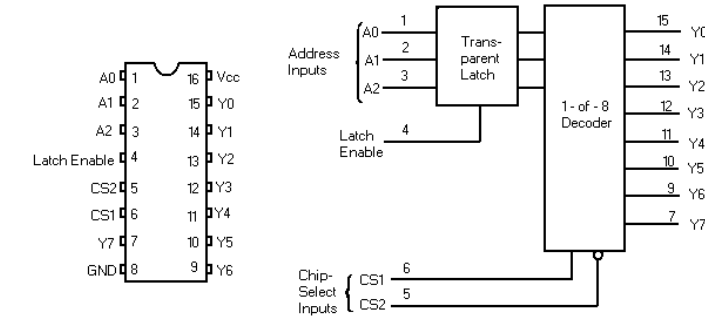 A0 1 16 Vcc
A1 2 15 Y0
A2 3 14 Y1
Latch Enable 4 13 Y2
CS2 5 12 Y3
CS1 6 11 Y4
Y7 7 10 Y5
GND 8 9 Y6
Address
Inputs
A0 1
A1 2
A2 3
Trans-
parent
Latch
Latch
Enable
4
1 - of - 8
Decoder
15 Y0
14 Y1
13 Y2
12 Y3
11 Y4
10 Y5
9 Y6
7 Y7
Chip-
Select
Inputs
CS1 6
CS2 5